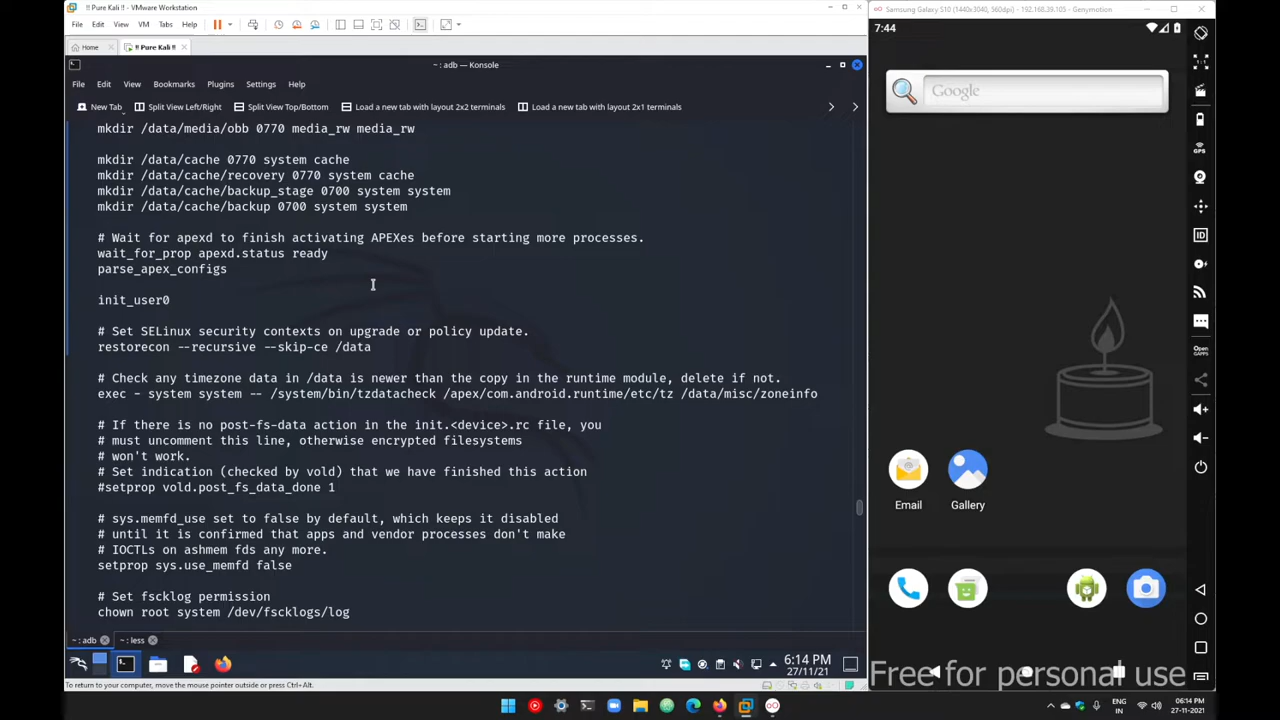 !! Pure Kali !! - VMware Workstation
File Edit View VM Tabs Help
Home !! Pure Kali !!
~ : adb — Konsole
File Edit View Bookmarks Plugins Settings Help
New Tab Split View Left/Right Split View Top/Bottom Load a new tab with layout 2x2 terminals Load a new tab with layout 2x1 terminals
mkdir /data/media/obb 0770 media_rw media_rw
mkdir /data/cache 0770 system cache
mkdir /data/cache/recovery 0770 system cache
mkdir /data/cache/backup_stage 0700 system system
mkdir /data/cache/backup 0700 system system
# Wait for apexd to finish activating APEXes before starting more processes.
wait_for_prop apexd.status ready
parse_apex_configs
init_user0
# Set SELinux security contexts on upgrade or policy update.
restorecon --recursive --skip-ce /data
# Check any timezone data in /data is newer than the copy in the runtime module, delete if not.
exec - system system -- /system/bin/tzdatacheck /apex/com.android.runtime/etc/tz /data/misc/zoneinfo
# If there is no post-fs-data action in the init.<device>.rc file, you
# must uncomment this line, otherwise encrypted filesystems
# won't work.
# Set indication (checked by vold) that we have finished this action
#setprop vold.post_fs_data_done 1
# sys.memfd_use set to false by default, which keeps it disabled
# until it is confirmed that apps and vendor processes don't make
# IOCTLs on ashmem fds any more.
setprop sys.use_memfd false
# Set fscklog permission
chown root system /dev/fscklogs/log
~ : adb ~ : less
6:14 PM
27/11/21
To return to your computer, move the mouse pointer outside or press Ctrl+Alt.
Samsung Galaxy S10 (1440x3040, 560dpi) - 192.168.39.105 - Genymotion
7:44
Google
GPS
ID
Open
GAPPS
Email Gallery
Free for personal use
ENG
IN
06:14 PM
27-11-2021